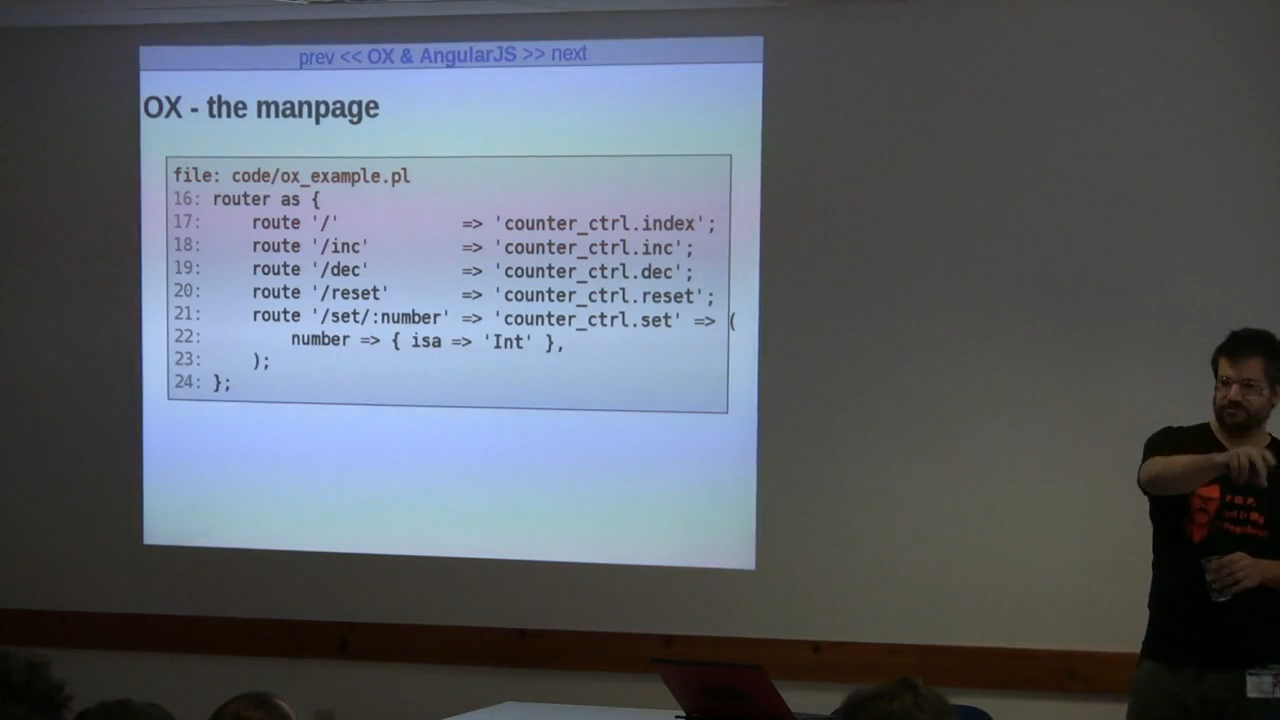 prev << OX & AngularJS >> next
OX - the manpage
file: code/ox_example.pl
16: router as {
17:     route '/'             => 'counter_ctrl.index';
18:     route '/inc'          => 'counter_ctrl.inc';
19:     route '/dec'          => 'counter_ctrl.dec';
20:     route '/reset'        => 'counter_ctrl.reset';
21:     route '/set/:number' => 'counter_ctrl.set' => (
22:         number => { isa => 'Int' },
23:     );
24: };